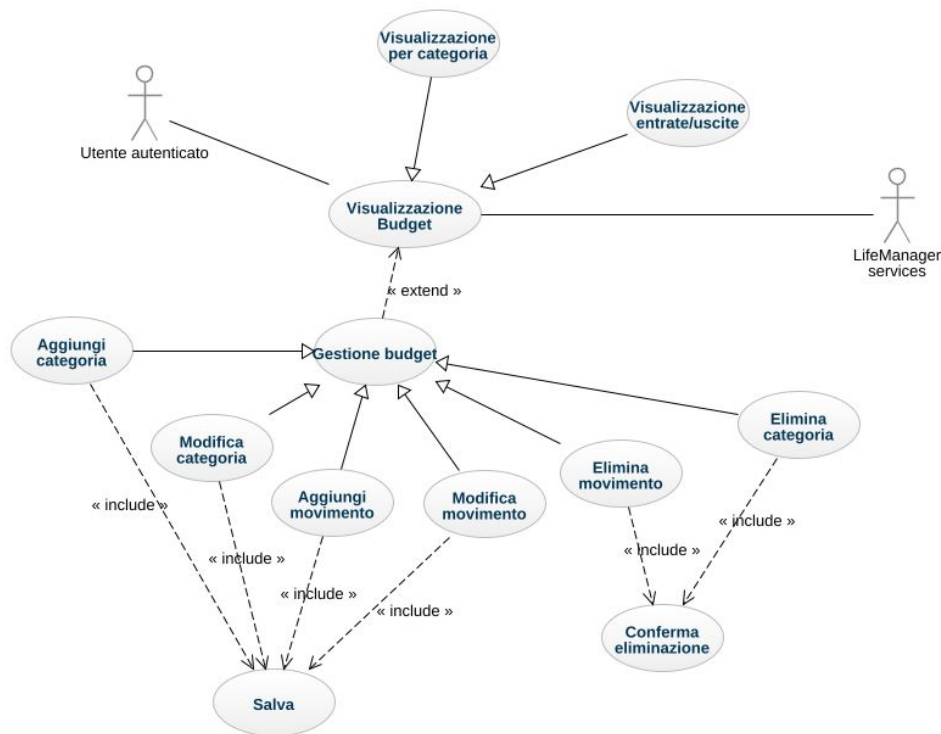 Visualizzazione
per categoria
Visualizzazione
entrate/uscite
Utente autenticato
Visualizzazione
Budget
LifeManager
services
« extend »
Aggiungi
categoria
Gestione budget
Modifica
categoria
Aggiungi
movimento
Modifica
movimento
Elimina
movimento
Elimina
categoria
« include »
« include »
« include »
« include »
« include »
« include »
Conferma
eliminazione
Salva